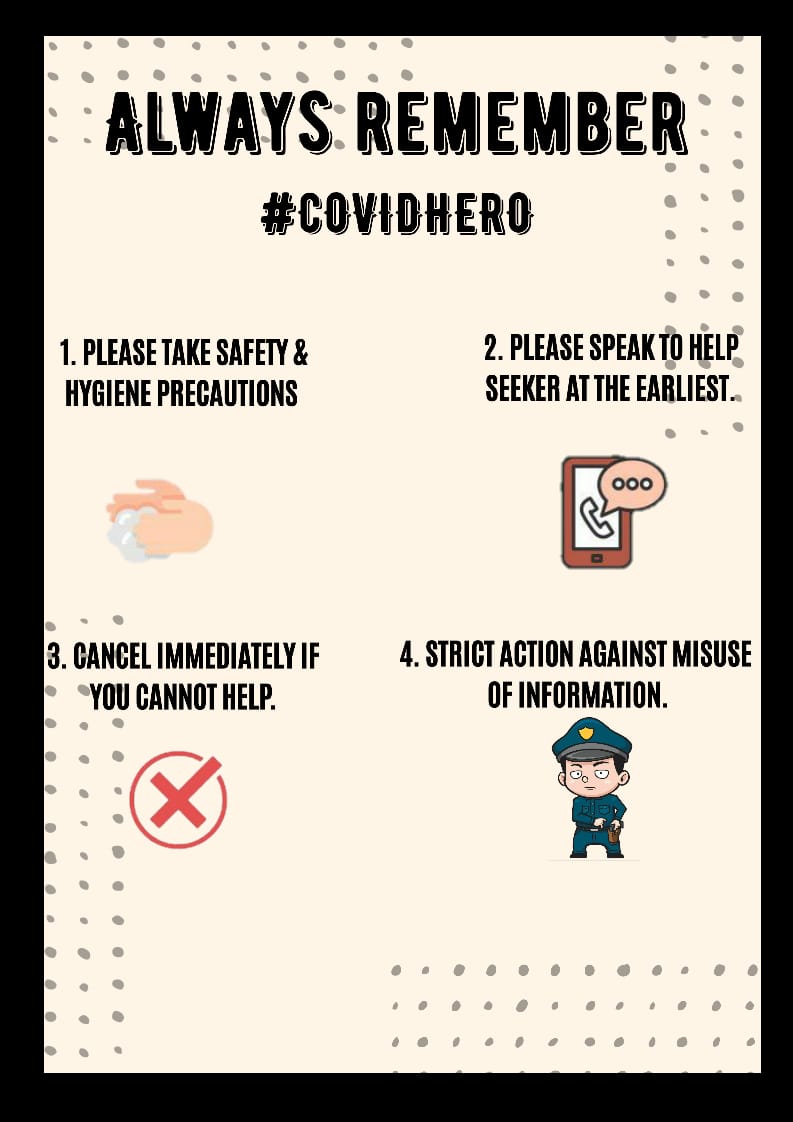 ALWAYS REMEMBER
#COVIDHERO
1. PLEASE TAKE SAFETY &
HYGIENE PRECAUTIONS
2. PLEASE SPEAK TO HELP
SEEKER AT THE EARLIEST.
3. CANCEL IMMEDIATELY IF
YOU CANNOT HELP.
4. STRICT ACTION AGAINST MISUSE
OF INFORMATION.